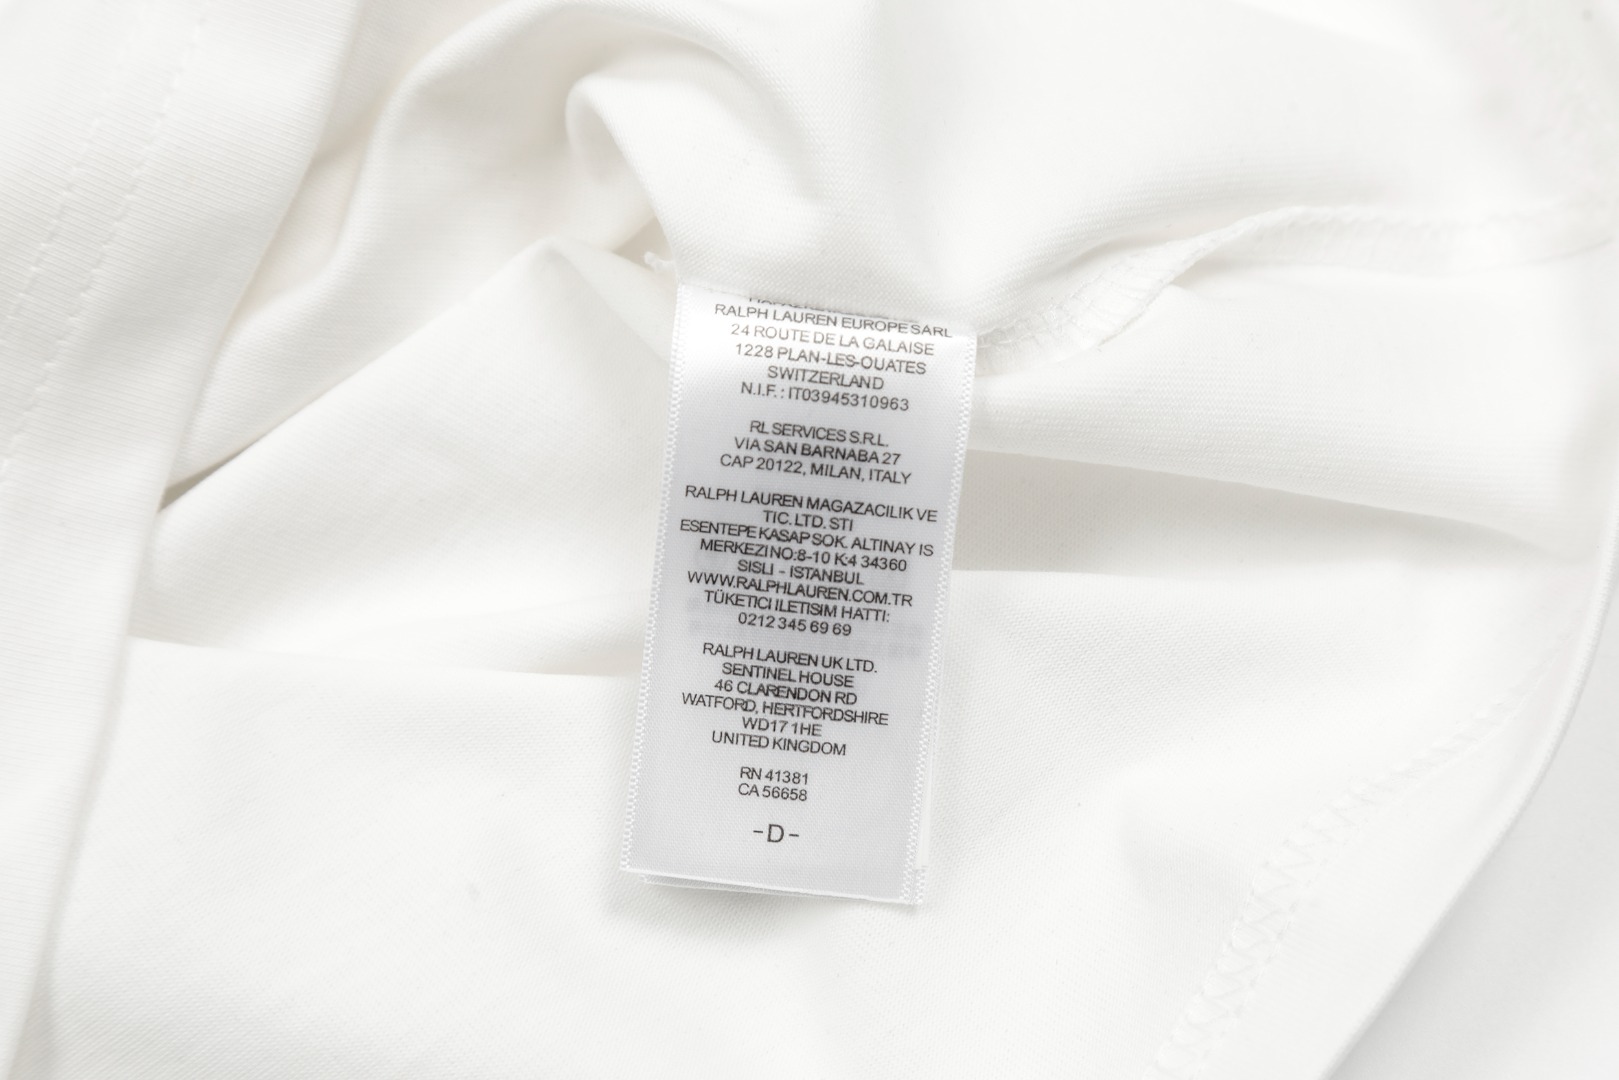 RALPH LAUREN EUROPE SARL
24 ROUTE DE LA GALAISE
1228 PLAN-LES-OUATES
SWITZERLAND
N.I.F.: IT03945310963
RL SERVICES S.R.L.
VIA SAN BARNABA 27
CAP 20122, MILAN, ITALY
RALPH LAUREN MAGAZACILIK VE
TIC. LTD. STI
ESENTEPE KASAP SOK. ALTINAY IS
MERKEZI NO:8-10 K:4 34360
SISLI - ISTANBUL
WWW.RALPHLAUREN.COM.TR
TÜKETICI ILETISIM HATTI:
0212 345 69 69
RALPH LAUREN UK LTD.
SENTINEL HOUSE
46 CLARENDON RD
WATFORD, HERTFORDSHIRE
WD17 1HE
UNITED KINGDOM
RN 41381
CA 56658
-D-